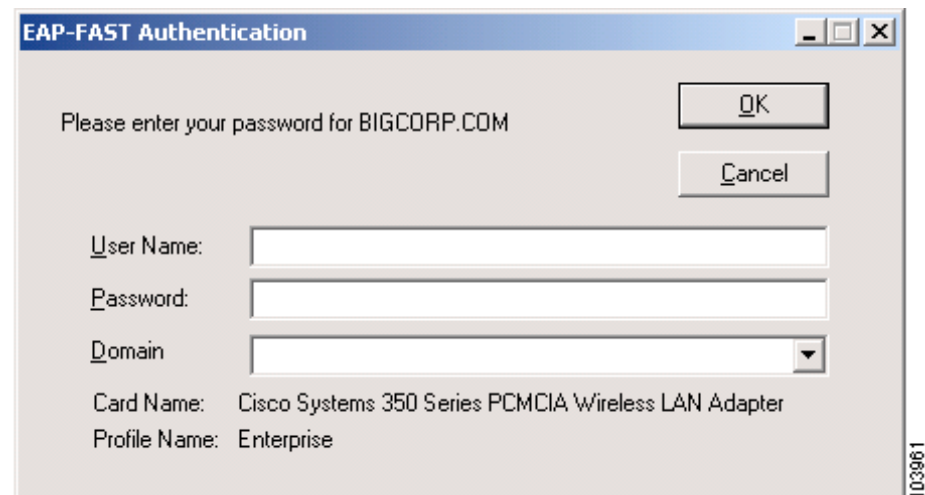 EAP-FAST Authentication
Please enter your password for BIGCORP.COM
OK
Cancel
User Name:
Password:
Domain
Card Name: Cisco Systems 350 Series PCMCIA Wireless LAN Adapter
Profile Name: Enterprise
103961